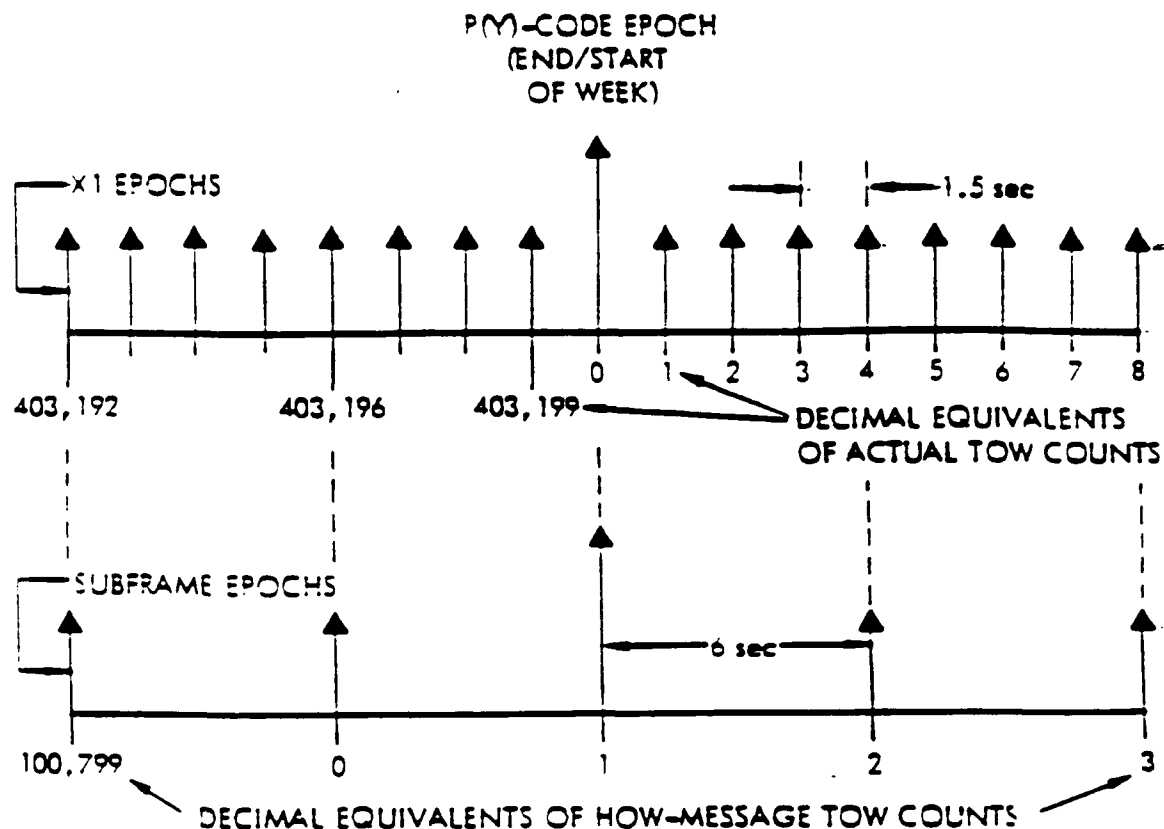 P(Y)-CODE EPOCH
(END/START
OF WEEK)
X1 EPOCHS
1.5 sec
0 1 2 3 4 5 6 7 8
403,192 403,196 403,199
DECIMAL EQUIVALENTS
OF ACTUAL TOW COUNTS
SUBFRAME EPOCHS
6 sec
100,799 0 1 2 3
DECIMAL EQUIVALENTS OF HOW-MESSAGE TOW COUNTS